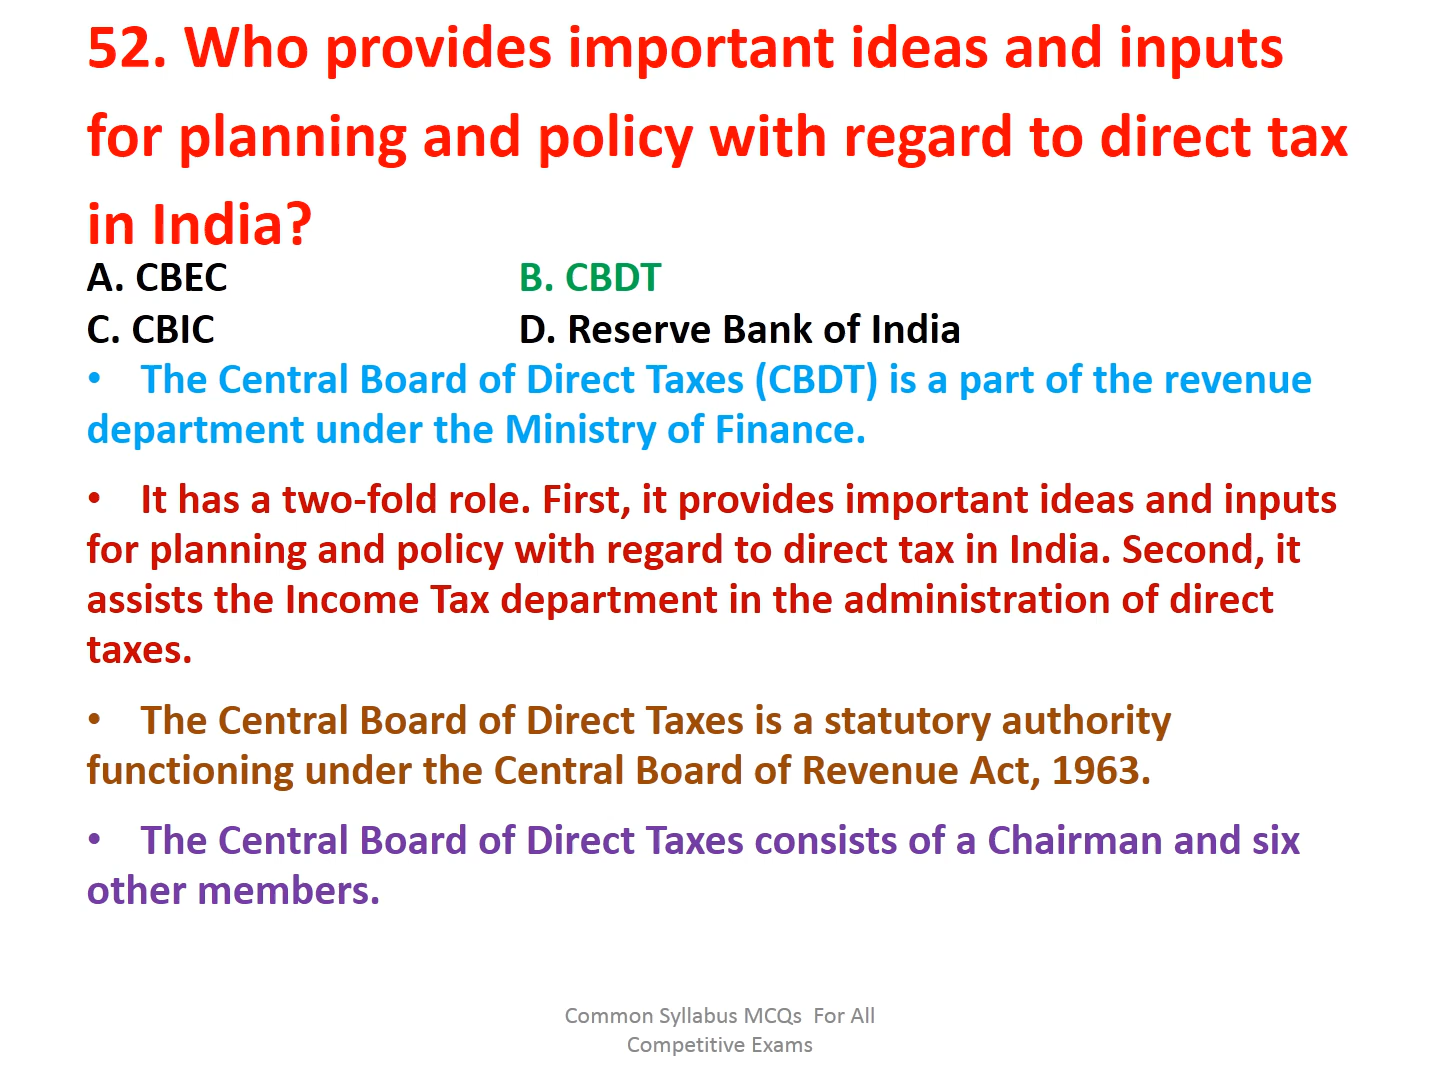 52. Who provides important ideas and inputs
for planning and policy with regard to direct tax
in India?
A. CBEC B. CBDT
C. CBIC D. Reserve Bank of India
• The Central Board of Direct Taxes (CBDT) is a part of the revenue
department under the Ministry of Finance.
• It has a two-fold role. First, it provides important ideas and inputs
for planning and policy with regard to direct tax in India. Second, it
assists the Income Tax department in the administration of direct
taxes.
• The Central Board of Direct Taxes is a statutory authority
functioning under the Central Board of Revenue Act, 1963.
• The Central Board of Direct Taxes consists of a Chairman and six
other members.
Common Syllabus MCQs For All
Competitive Exams